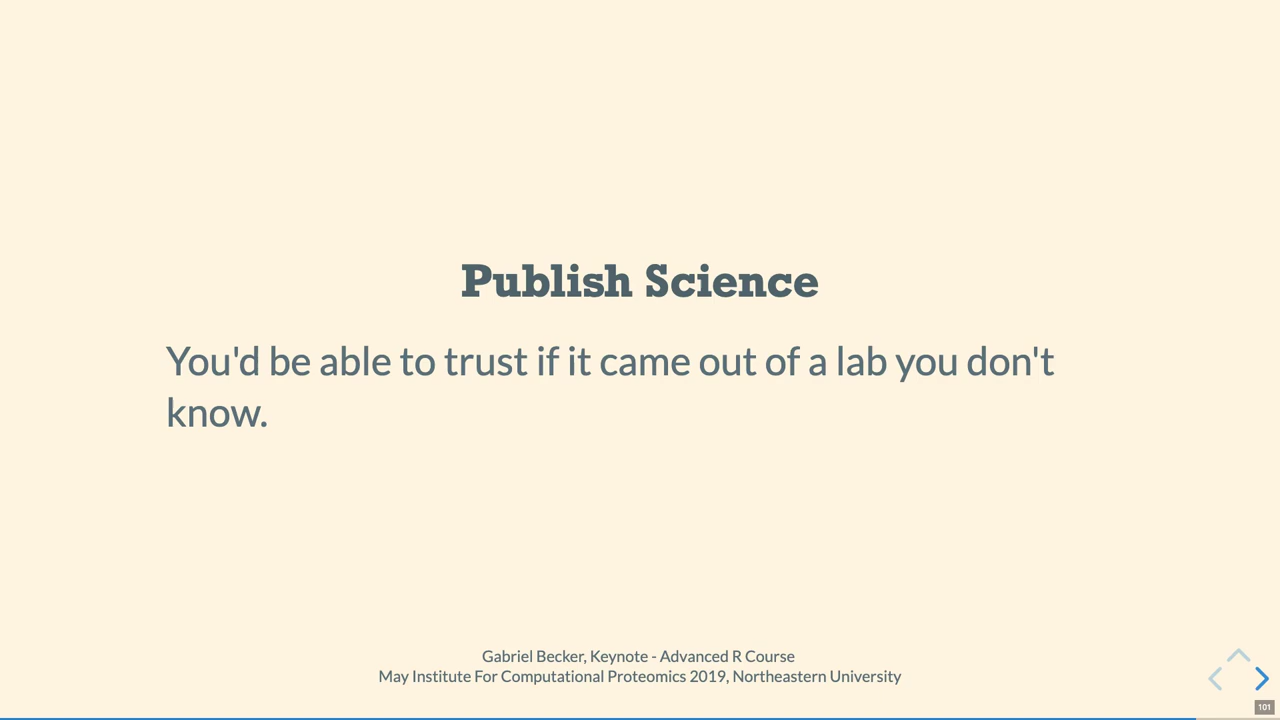 Publish Science
You'd be able to trust if it came out of a lab you don't
know.
Gabriel Becker, Keynote - Advanced R Course
May Institute For Computational Proteomics 2019, Northeastern University
101